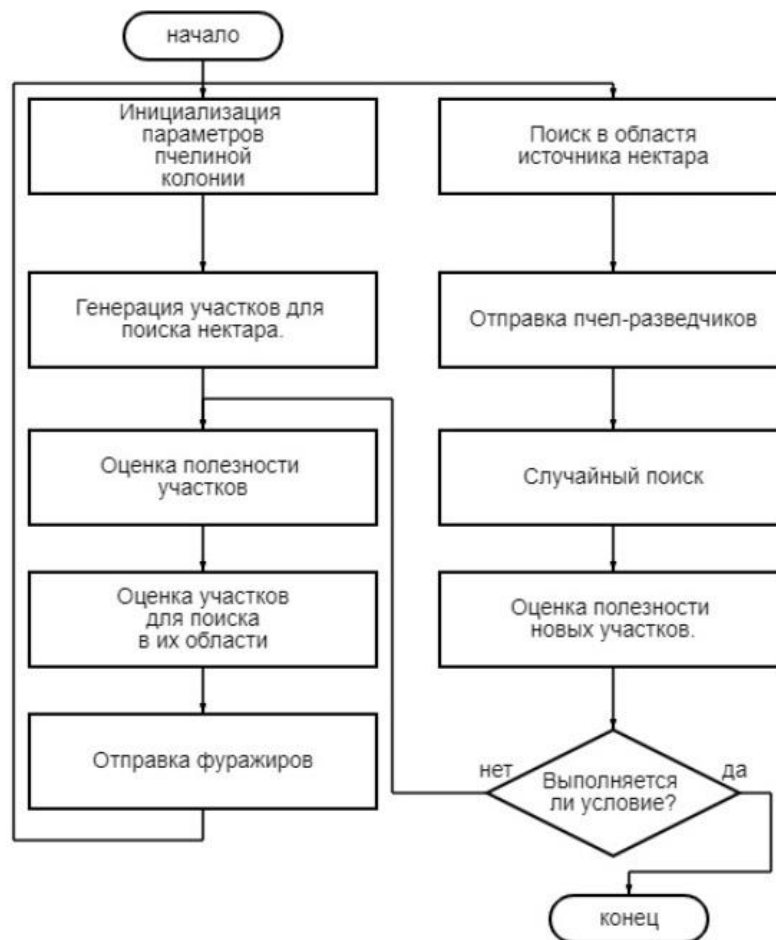 начало
Инициализация
параметров
пчелиной
колонии
Генерация участков для
поиска нектара.
Оценка полезности
участков
Оценка участков
для поиска
в их области
Отправка фуражиров
Поиск в областя
источника нектара
Отправка пчел-разведчиков
Случайный поиск
Оценка полезности
новых участков.
нет
Выполняется
ли условие?
да
конец